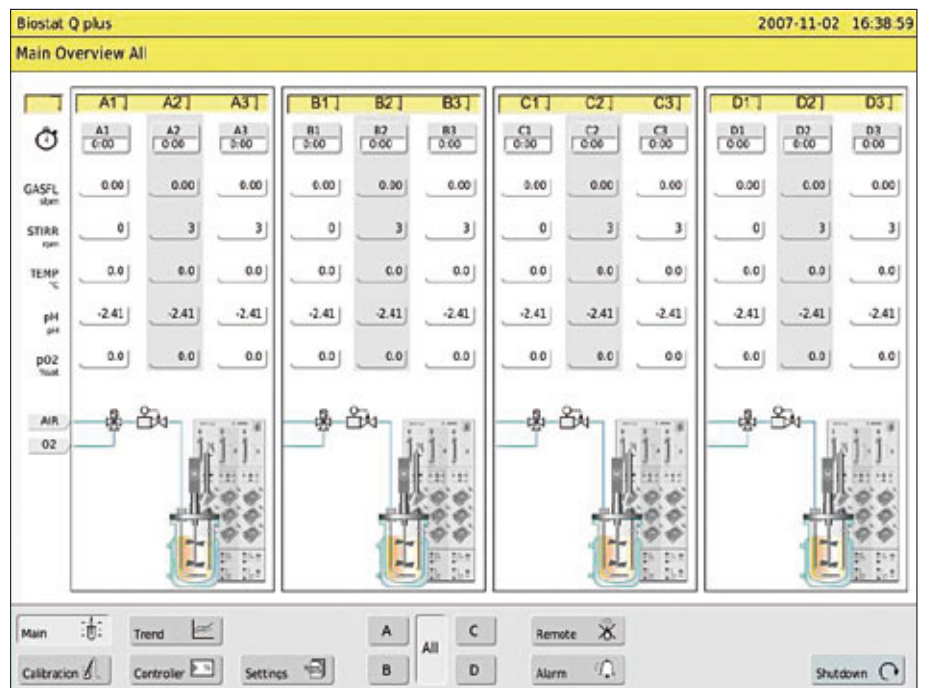 Biostat Q plus 2007-11-02 16:38:59
Main Overview All
A1 A2 A3 B1 B2 B3 C1 C2 C3 D1 D2 D3
A1 A2 A3 B1 B2 B3 C1 C2 C3 D1 D2 D3
0:00 0:00 0:00 0:00 0:00 0:00 0:00 0:00 0:00 0:00 0:00 0:00
GASFL 0.00 0.00 0.00 0.00 0.00 0.00 0.00 0.00 0.00 0.00 0.00 0.00
STIRR 0 3 3 0 3 3 0 3 3 0 3 3
rpm
TEMP 0.0 0.0 0.0 0.0 0.0 0.0 0.0 0.0 0.0 0.0 0.0 0.0
°C
pH -2.41 -2.41 -2.41 -2.41 -2.41 -2.41 -2.41 -2.41 -2.41 -2.41 -2.41 -2.41
pH
pO2 0.0 0.0 0.0 0.0 0.0 0.0 0.0 0.0 0.0 0.0 0.0 0.0
%sat
AIR
O2
Main Trend A All C Remote
Calibration Controller Settings B D Alarm Shutdown